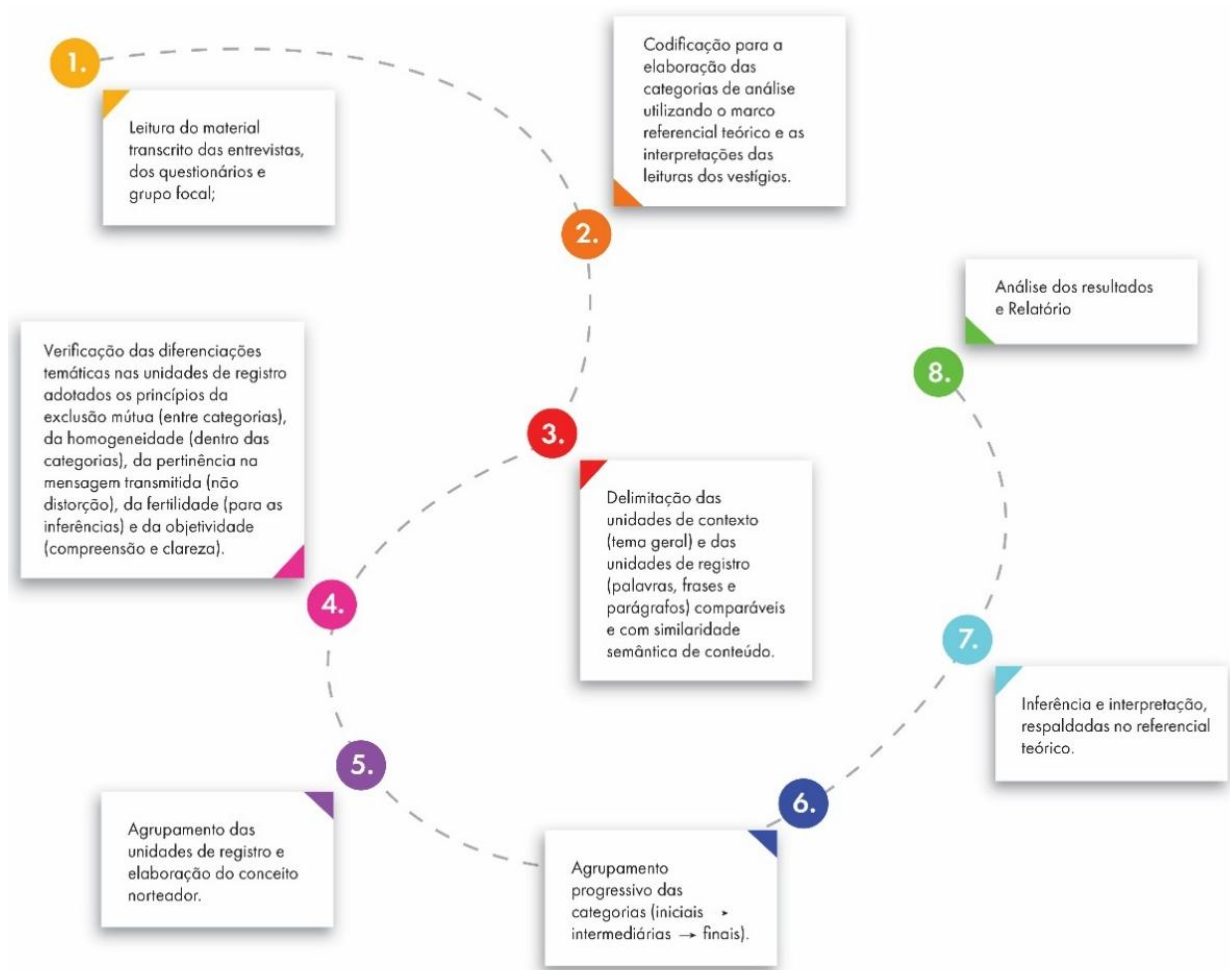 1.
Leitura do material
transcrito das entrevistas,
dos questionários e
grupo focal;
2.
Codificação para a
elaboração das
categorias de análise
utilizando o marco
referencial teórico e as
interpretações das
leituras dos vestígios.
3.
Delimitação das
unidades de contexto
(tema geral) e das
unidades de registro
(palavras, frases e
parágrafos) comparáveis
e com similaridade
semântica de conteúdo.
4.
Verificação das diferenciações
temáticas nas unidades de registro
adotados os princípios da
exclusão mútua (entre categorias),
da homogeneidade (dentro das
categorias), da pertinência na
mensagem transmitida (não
distorção), da fertilidade (para as
inferências) e da objetividade
(compreensão e clareza).
5.
Agrupamento das
unidades de registro e
elaboração do conceito
norteador.
6.
Agrupamento
progressivo das
categorias (iniciais ➤
intermediárias → finais).
7.
Inferência e interpretação,
respaldadas no referencial
teórico.
8.
Análise dos resultados
e Relatório